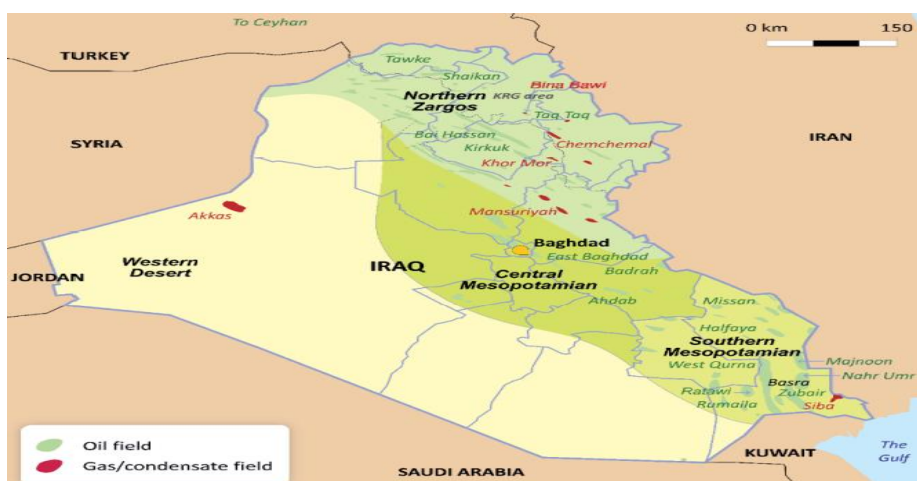 To Ceyhan
0 km 150
TURKEY
Tawke
Shaikan
Bina Bawi
Northern
Zargos
KRG area
Taq Taq
SYRIA
IRAN
Bai Hassan
Kirkuk
Chemchemal
Khor Mor
Akkas
Mansuriyah
Baghdad
East Baghdad
Western
Desert
IRAQ
Badrah
JORDAN
Central
Mesopotamian
Ahdab
Missan
Halfaya
Southern
Mesopotamian
West Qurna
Majnoon
Basra
Nahr Umr
Ratawi
Zubair
Rumaila
Siba
Oil field
Gas/condensate field
KUWAIT
The
Gulf
SAUDI ARABIA